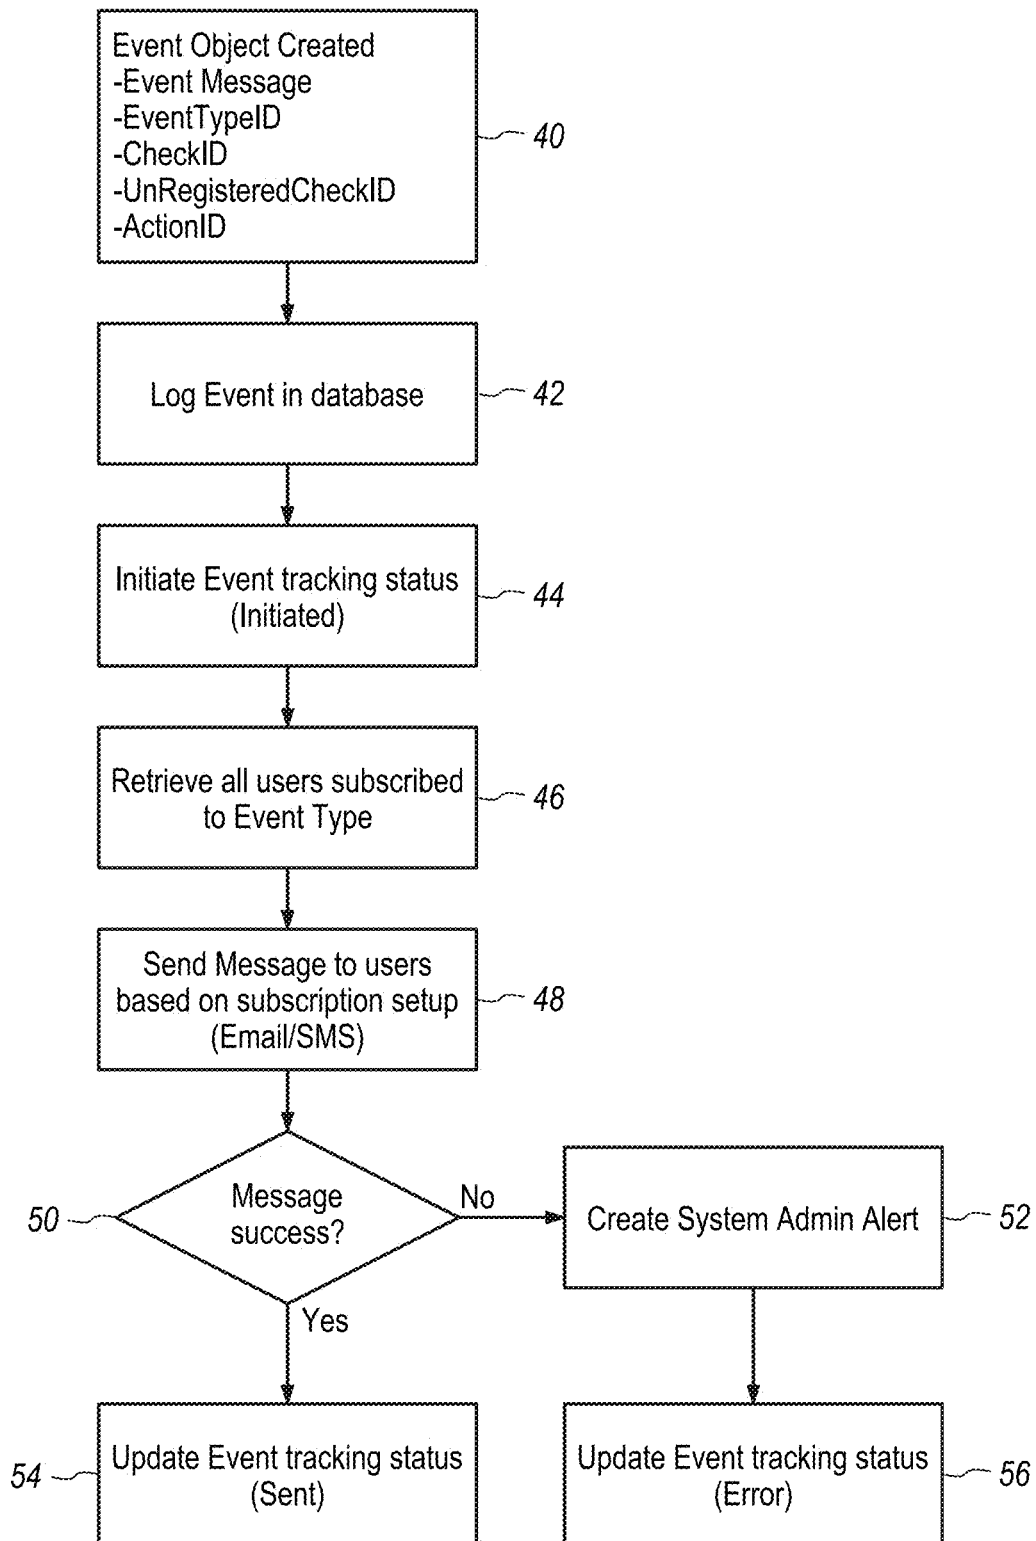 Event Object Created
-Event Message
-EventTypeID
-CheckID
-UnRegisteredCheckID
-ActionID
40
Log Event in database
42
Initiate Event tracking status
(Initiated)
44
Retrieve all users subscribed
to Event Type
46
Send Message to users
based on subscription setup
(Email/SMS)
48
50
Message
success?
No
Create System Admin Alert
52
Yes
54
Update Event tracking status
(Sent)
Update Event tracking status
(Error)
56